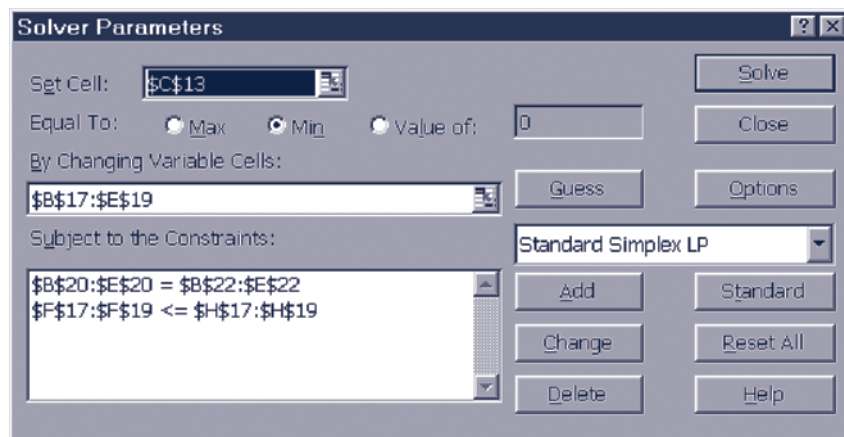 Solver Parameters
Set Cell: $C$13
Solve
Equal To: Max Min Value of: 0
Close
By Changing Variable Cells:
$B$17:$E$19
Guess
Options
Subject to the Constraints:
Standard Simplex LP
$B$20:$E$20 = $B$22:$E$22
$F$17:$F$19 <= $H$17:$H$19
Add
Standard
Change
Reset All
Delete
Help